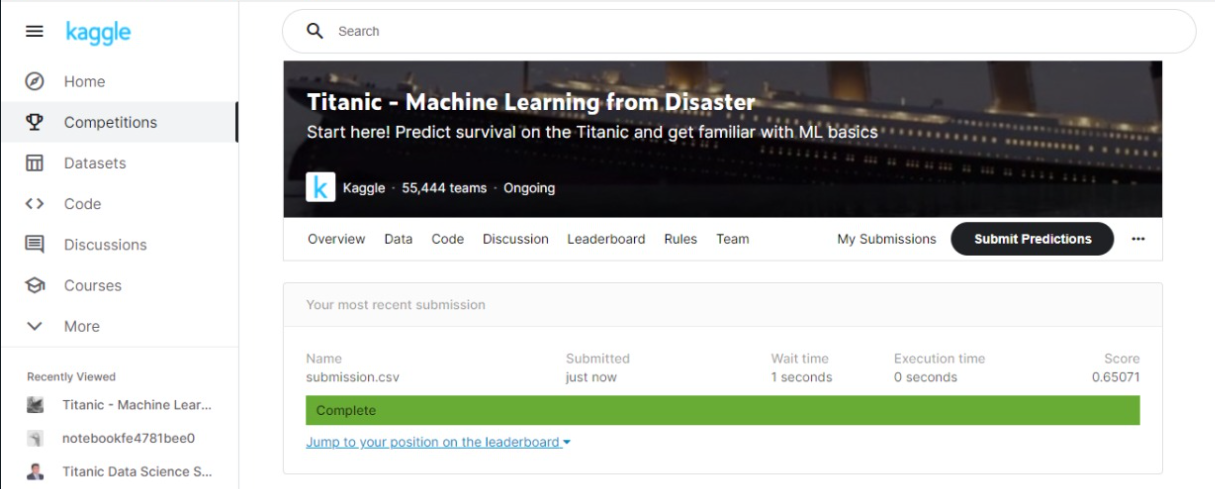 kaggle
Search
Home
Competitions
Datasets
Code
Discussions
Courses
More
Recently Viewed
Titanic - Machine Lear...
notebookfe4781bee0
Titanic Data Science S...
Titanic - Machine Learning from Disaster
Start here! Predict survival on the Titanic and get familiar with ML basics
k Kaggle · 55,444 teams · Ongoing
Overview Data Code Discussion Leaderboard Rules Team My Submissions Submit Predictions
Your most recent submission
Name Submitted Wait time Execution time Score
submission.csv just now 1 seconds 0 seconds 0.65071
Complete
Jump to your position on the leaderboard